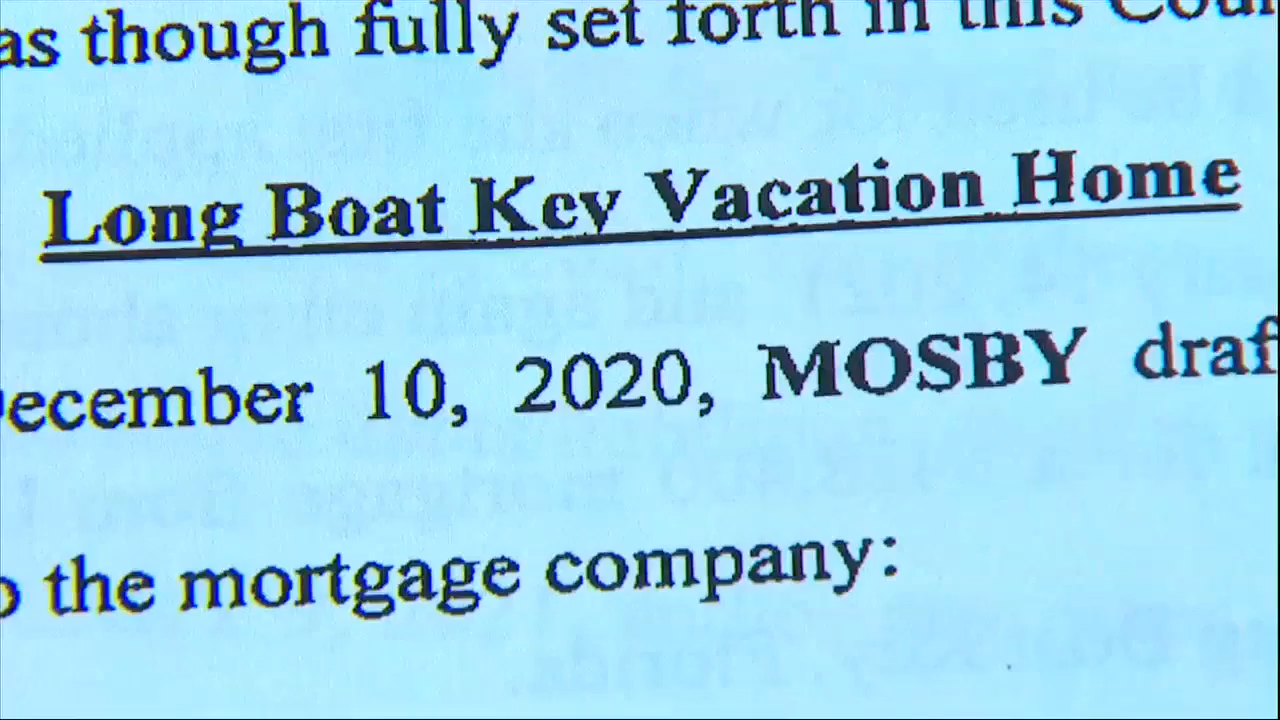 as though fully set forth in this Cou
Long Boat Key Vacation Home
ecember 10, 2020, MOSBY draf
o the mortgage company: